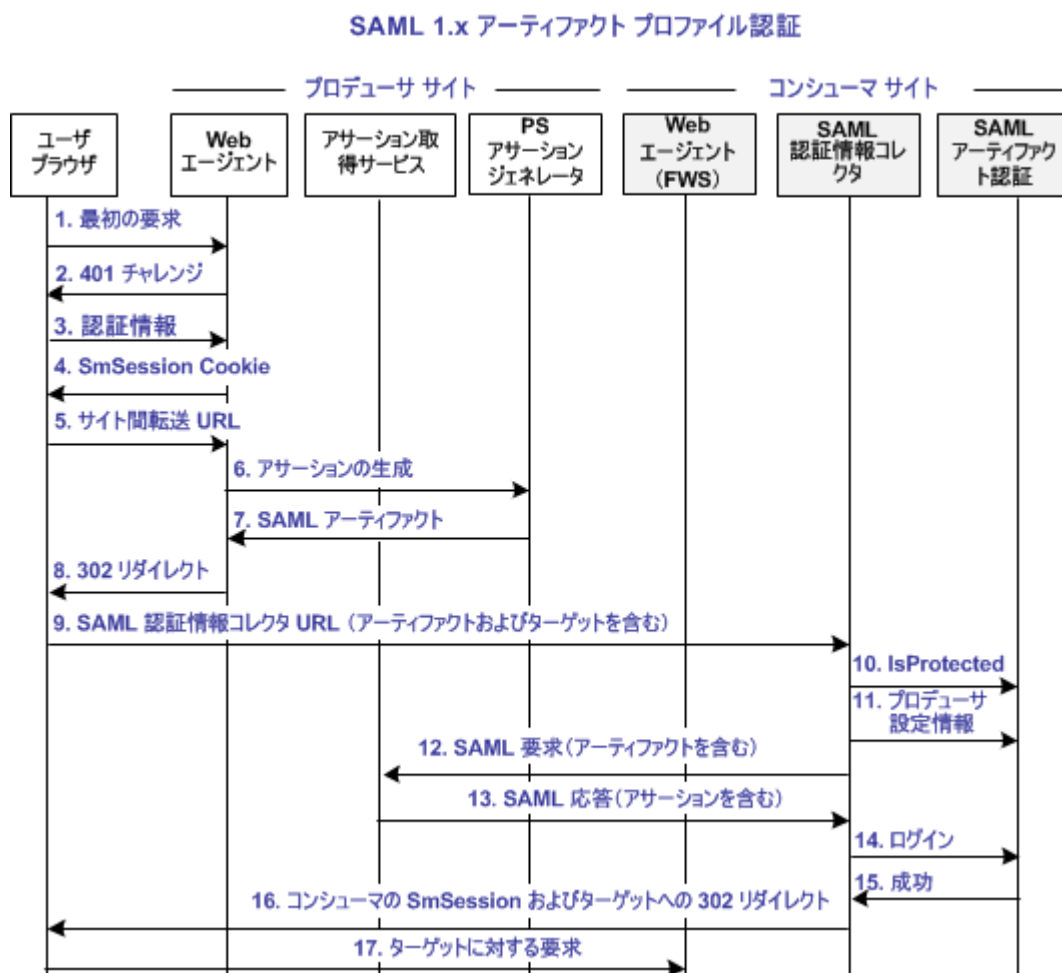 SAML 1.x アーティファクト プロファイル認証
プロデューサ サイト
コンシューマ サイト
ユーザ
ブラウザ
Web
エージェント
アサーション取
得サービス
PS
アサーション
ジェネレータ
Web
エージェント
(FWS)
SAML
認証情報コレ
クタ
SAML
アーティファク
ト認証
1. 最初の要求
2. 401 チャレンジ
3. 認証情報
4. SmSession Cookie
5. サイト間転送 URL
6. アサーションの生成
7. SAML アーティファクト
8. 302 リダイレクト
9. SAML 認証情報コレクタ URL (アーティファクトおよびターゲットを含む)
10. IsProtected
11. プロデューサ
設定情報
12. SAML 要求(アーティファクトを含む)
13. SAML 応答(アサーションを含む)
14. ログイン
15. 成功
16. コンシューマの SmSession およびターゲットへの 302 リダイレクト
17. ターゲットに対する要求